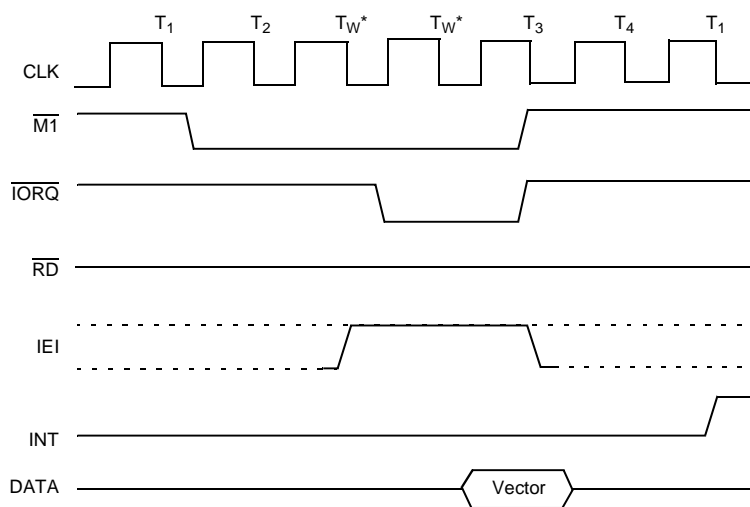 T1 T2 TW* TW* T3 T4 T1
CLK
M1
IORQ
RD
IEI
INT
DATA Vector